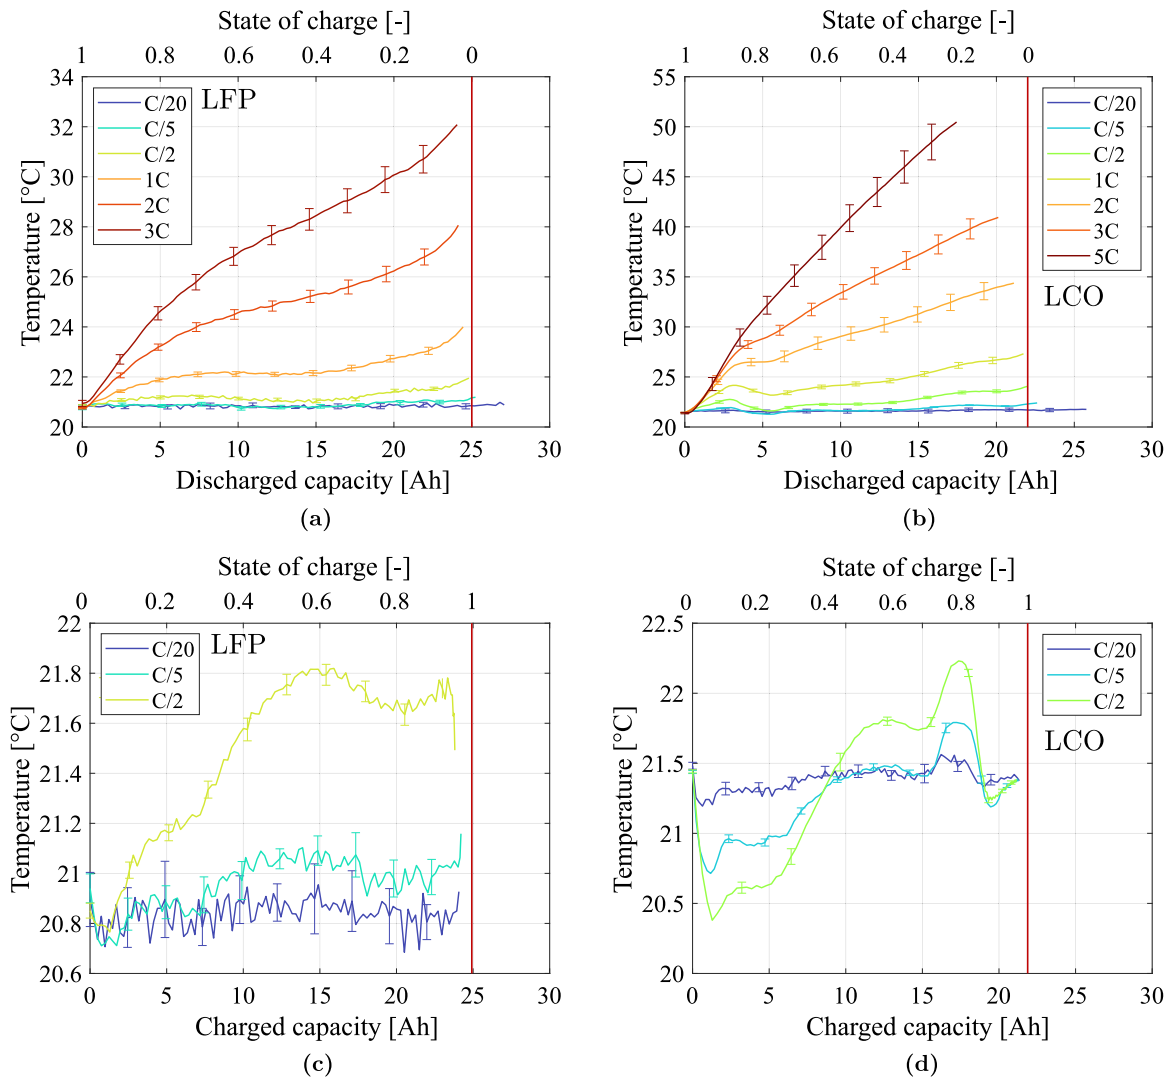 State of charge [-]
1 0.8 0.6 0.4 0.2 0
34
32
30
28
26
24
22
20
Temperature [°C]
C/20
C/5
C/2
1C
2C
3C
LFP
0 5 10 15 20 25 30
Discharged capacity [Ah]
(a)
State of charge [-]
1 0.8 0.6 0.4 0.2 0
55
50
45
40
35
30
25
20
Temperature [°C]
C/20
C/5
C/2
1C
2C
3C
5C
LCO
0 5 10 15 20 25 30
Discharged capacity [Ah]
(b)
State of charge [-]
0 0.2 0.4 0.6 0.8 1
22
21.8
21.6
21.4
21.2
21
20.8
20.6
Temperature [°C]
C/20
C/5
C/2
LFP
0 5 10 15 20 25 30
Charged capacity [Ah]
(c)
State of charge [-]
0 0.2 0.4 0.6 0.8 1
22.5
22
21.5
21
20.5
20
Temperature [°C]
C/20
C/5
C/2
LCO
0 5 10 15 20 25 30
Charged capacity [Ah]
(d)